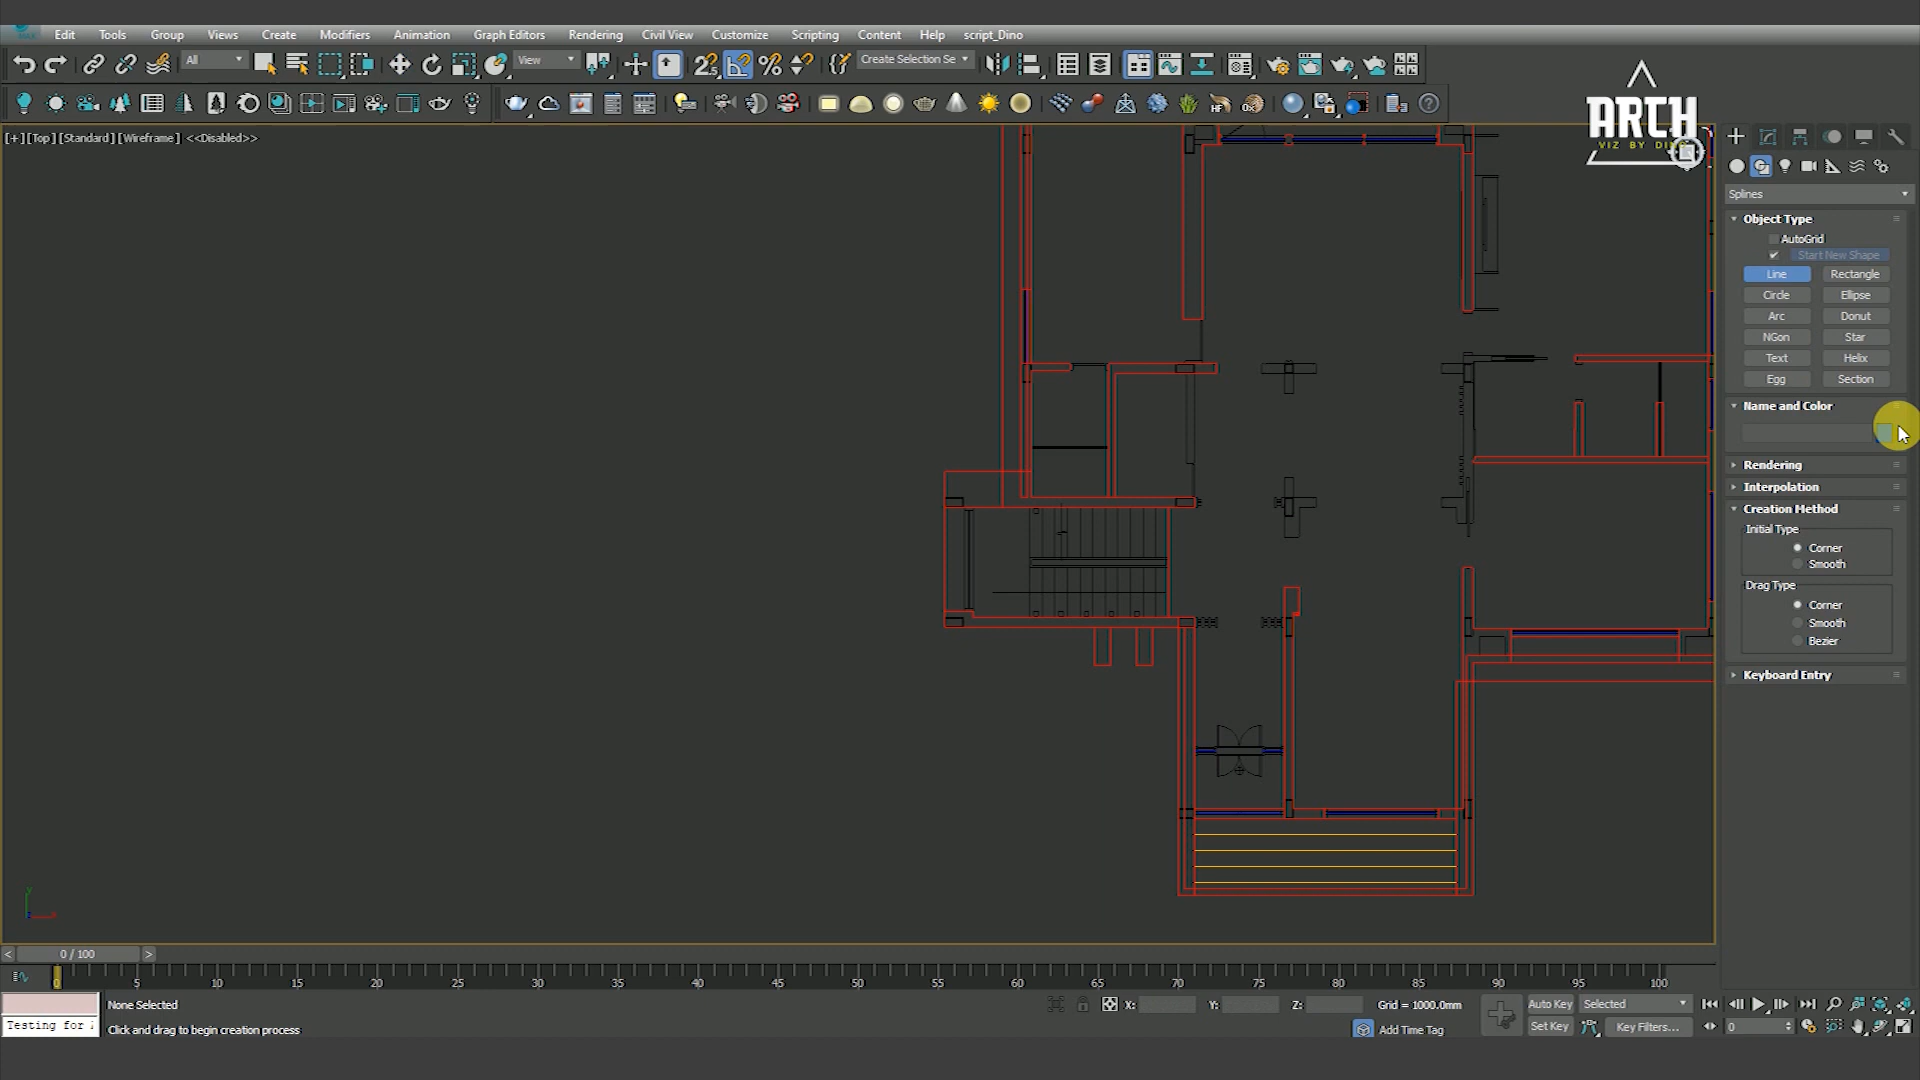 Edit Tools Group Views Create Modifiers Animation Graph Editors Rendering Civil View Customize Scripting Content Help script_Dino
All View Create Selection Se
ARCH
VIZ BY DINO
[+] [Top] [Standard] [Wireframe] <<Disabled>>
Splines
Object Type
AutoGrid
Start New Shape
Line Rectangle
Circle Ellipse
Arc Donut
NGon Star
Text Helix
Egg Section
Name and Color
Rendering
Interpolation
Creation Method
Initial Type
Corner
Smooth
Drag Type
Corner
Smooth
Bezier
Keyboard Entry
< 0 / 100 >
0 5 10 15 20 25 30 35 40 45 50 55 60 65 70 75 80 85 90 95 100
None Selected X: Y: Z: Grid = 1000.0mm Auto Key Selected
Testing for Click and drag to begin creation process Add Time Tag Set Key Key Filters... 0